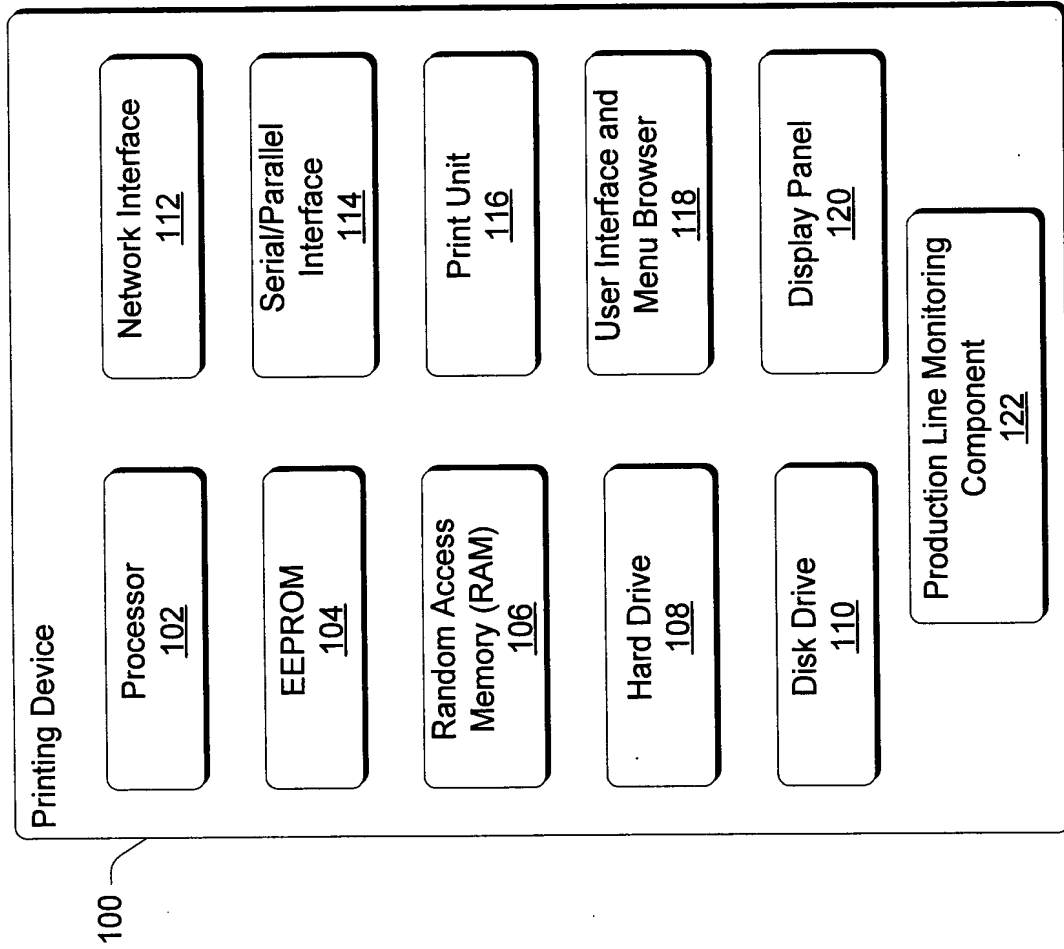 Printing Device
100
Processor
102
EEPROM
104
Random Access
Memory (RAM)
106
Hard Drive
108
Disk Drive
110
Network Interface
112
Serial/Parallel
Interface
114
Print Unit
116
User Interface and
Menu Browser
118
Display Panel
120
Production Line Monitoring
Component
122